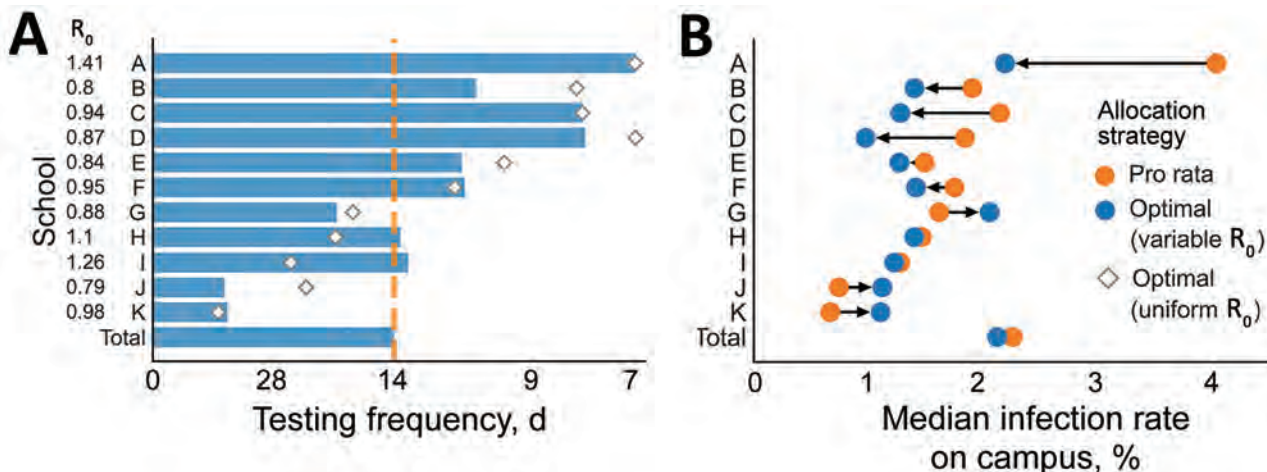 A
R₀
School
1.41 A
0.8 B
0.94 C
0.87 D
0.84 E
0.95 F
0.88 G
1.1 H
1.26 I
0.79 J
0.98 K
Total
0 28 14 9 7
Testing frequency, d
B
A
B
C
D
E
F
G
H
I
J
K
Total
0 1 2 3 4
Median infection rate
on campus, %
Allocation
strategy
Pro rata
Optimal
(variable R₀)
Optimal
(uniform R₀)